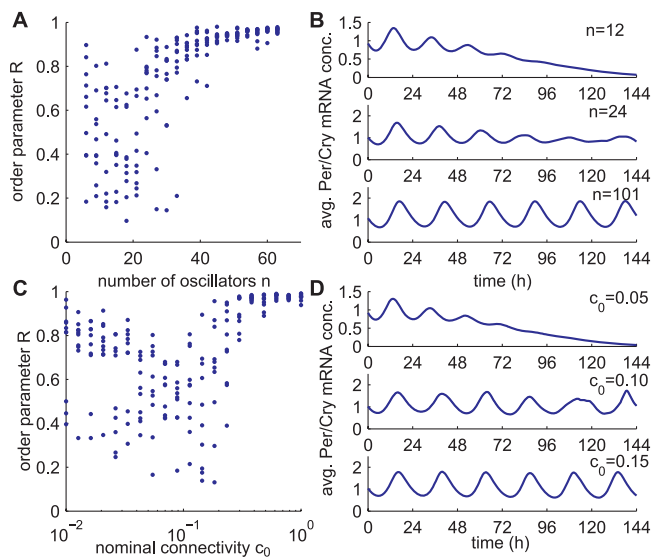 A
order parameter R
1
0.8
0.6
0.4
0.2
0
0 20 40 60
number of oscillators n
B
avg. Per/Cry mRNA conc.
n=12
1.5
1
0.5
0
0 24 48 72 96 120 144
n=24
2
1
0
0 24 48 72 96 120 144
n=101
2
1
0
0 24 48 72 96 120 144
time (h)
C
order parameter R
1
0.8
0.6
0.4
0.2
0
10⁻² 10⁻¹ 10⁰
nominal connectivity c₀
D
avg. Per/Cry mRNA conc.
c₀=0.05
1.5
1
0.5
0
0 24 48 72 96 120 144
c₀=0.10
2
1
0
0 24 48 72 96 120 144
c₀=0.15
2
1
0
0 24 48 72 96 120 144
time (h)